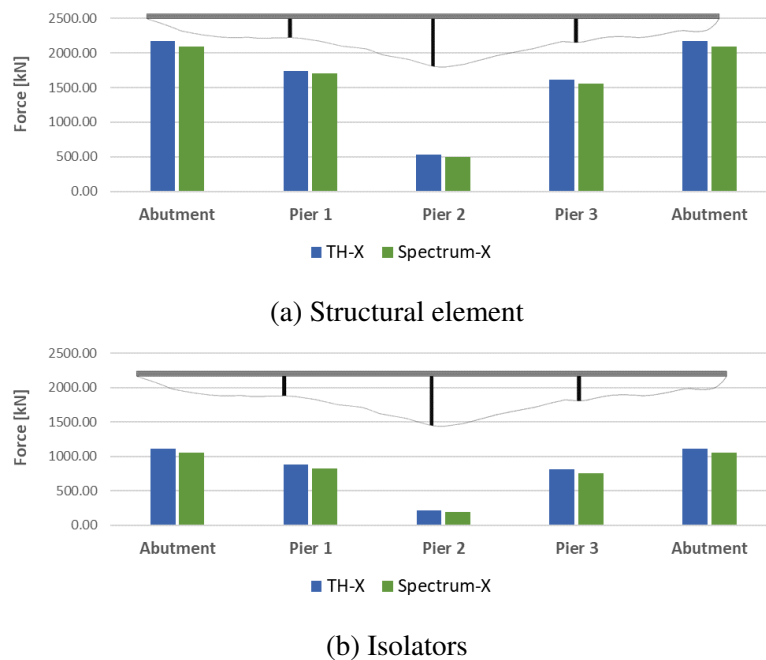 2500.00
2000.00
1500.00
1000.00
500.00
0.00
Force [kN]
Abutment Pier 1 Pier 2 Pier 3 Abutment
TH-X Spectrum-X
(a) Structural element
2500.00
2000.00
1500.00
1000.00
500.00
0.00
Force [kN]
Abutment Pier 1 Pier 2 Pier 3 Abutment
TH-X Spectrum-X
(b) Isolators